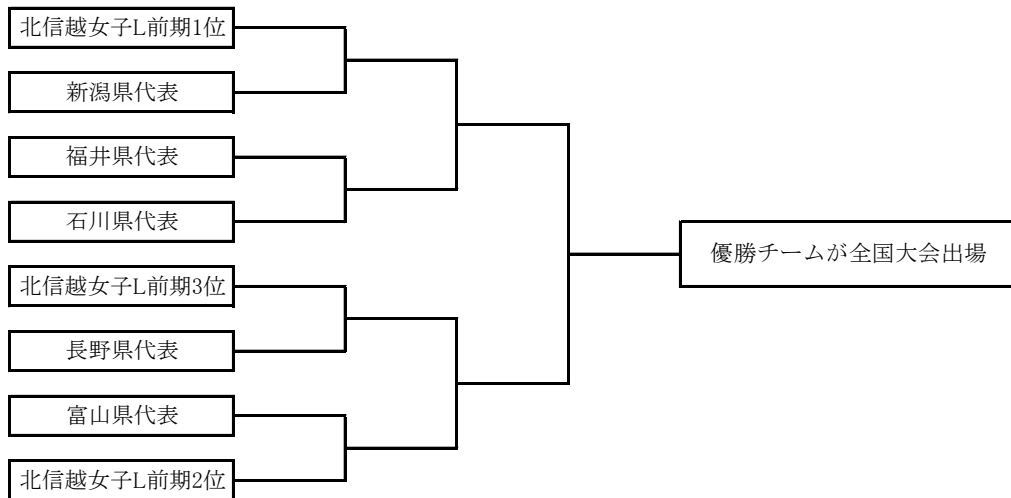 北信越女子L前期1位
新潟県代表
福井県代表
石川県代表
優勝チームが全国大会出場
北信越女子L前期3位
長野県代表
富山県代表
北信越女子L前期2位